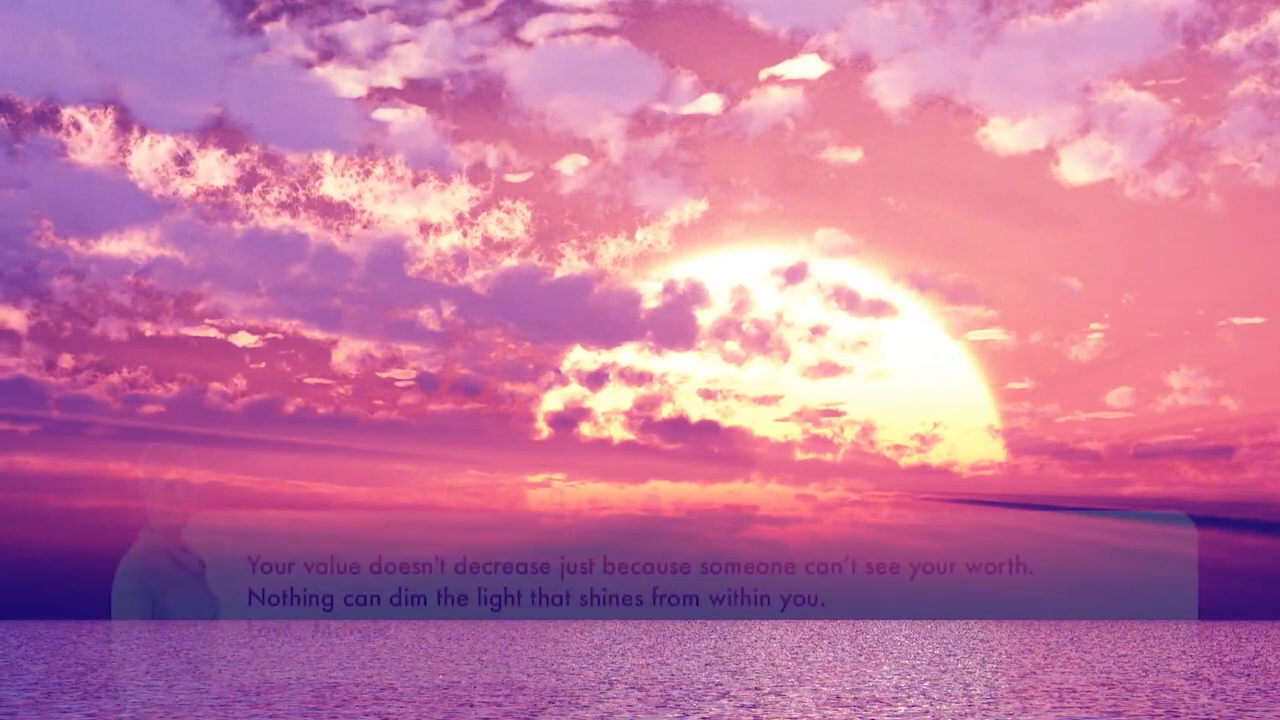 Your value doesn't decrease just because someone can’t see your worth.
Nothing can dim the light that shines from within you.